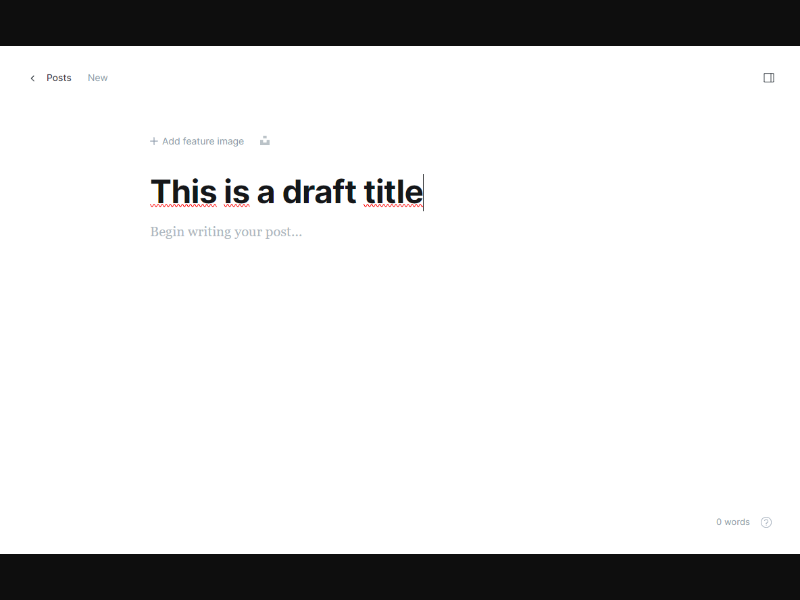 Posts New
Add feature image
This is a draft title
Begin writing your post...
0 words
?